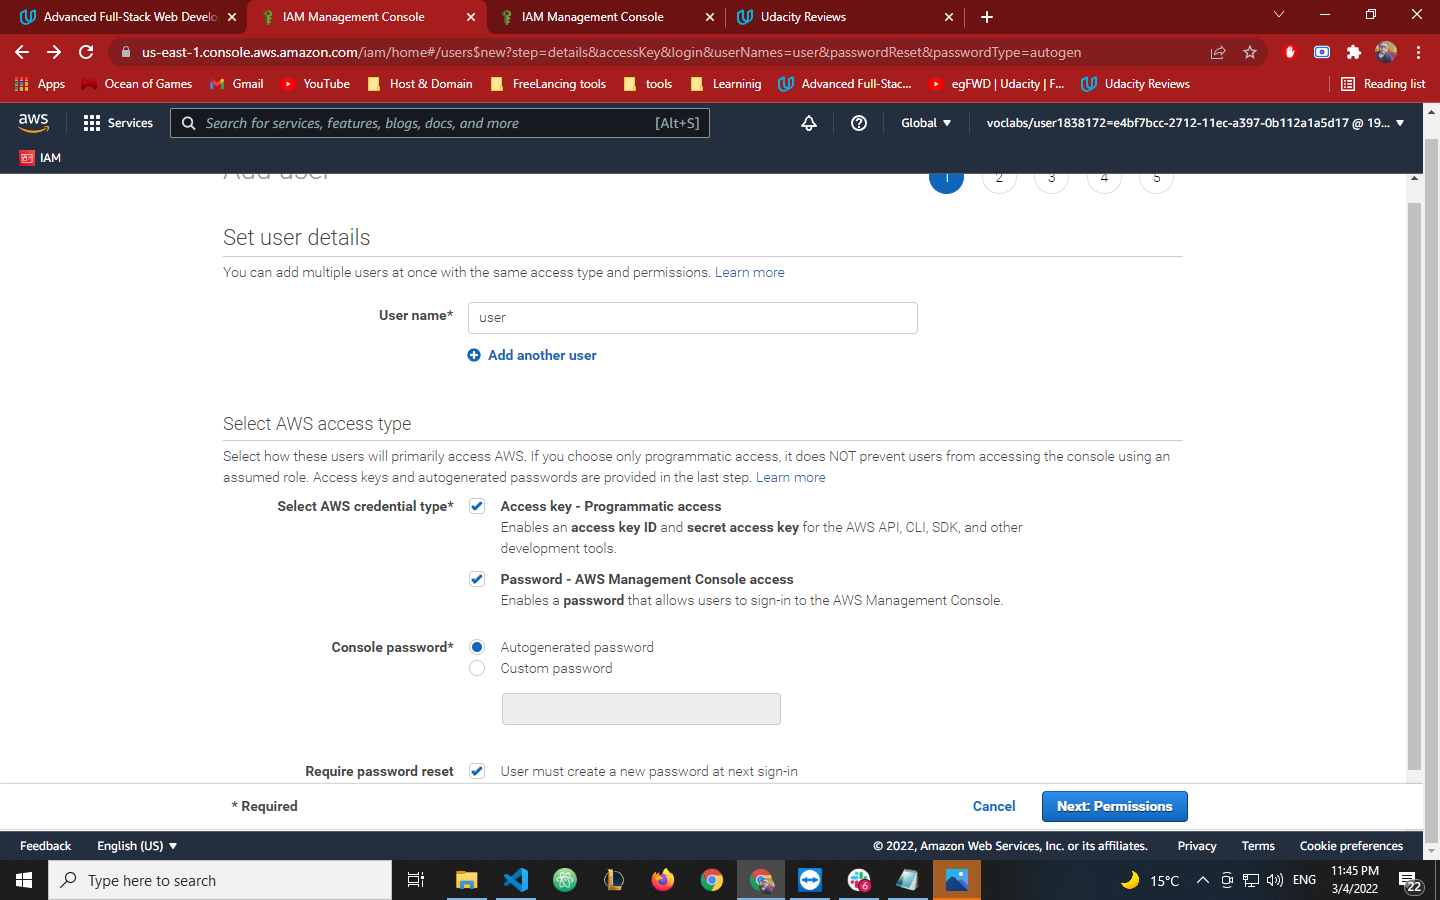 Advanced Full-Stack Web Develo
IAM Management Console
IAM Management Console
Udacity Reviews
us-east-1.console.aws.amazon.com/iam/home#/users$new?step=details&accessKey&login&userNames=user&passwordReset&passwordType=autogen
Apps
Ocean of Games
Gmail
YouTube
Host & Domain
FreeLancing tools
tools
Learninig
Advanced Full-Stac...
egFWD | Udacity | F...
Udacity Reviews
Reading list
aws
Services
Search for services, features, blogs, docs, and more
[Alt+S]
Global
voclabs/user1838172=e4bf7bcc-2712-11ec-a397-0b112a1a5d17 @ 19...
IAM
Add user
1
2
3
4
5
Set user details
You can add multiple users at once with the same access type and permissions. Learn more
User name*
user
Add another user
Select AWS access type
Select how these users will primarily access AWS. If you choose only programmatic access, it does NOT prevent users from accessing the console using an
assumed role. Access keys and autogenerated passwords are provided in the last step. Learn more
Select AWS credential type*
Access key - Programmatic access
Enables an access key ID and secret access key for the AWS API, CLI, SDK, and other
development tools.
Password - AWS Management Console access
Enables a password that allows users to sign-in to the AWS Management Console.
Console password*
Autogenerated password
Custom password
Require password reset
User must create a new password at next sign-in
* Required
Cancel
Next: Permissions
Feedback
English (US)
© 2022, Amazon Web Services, Inc. or its affiliates.
Privacy
Terms
Cookie preferences
Type here to search
6
15°C
ENG
11:45 PM
3/4/2022
22